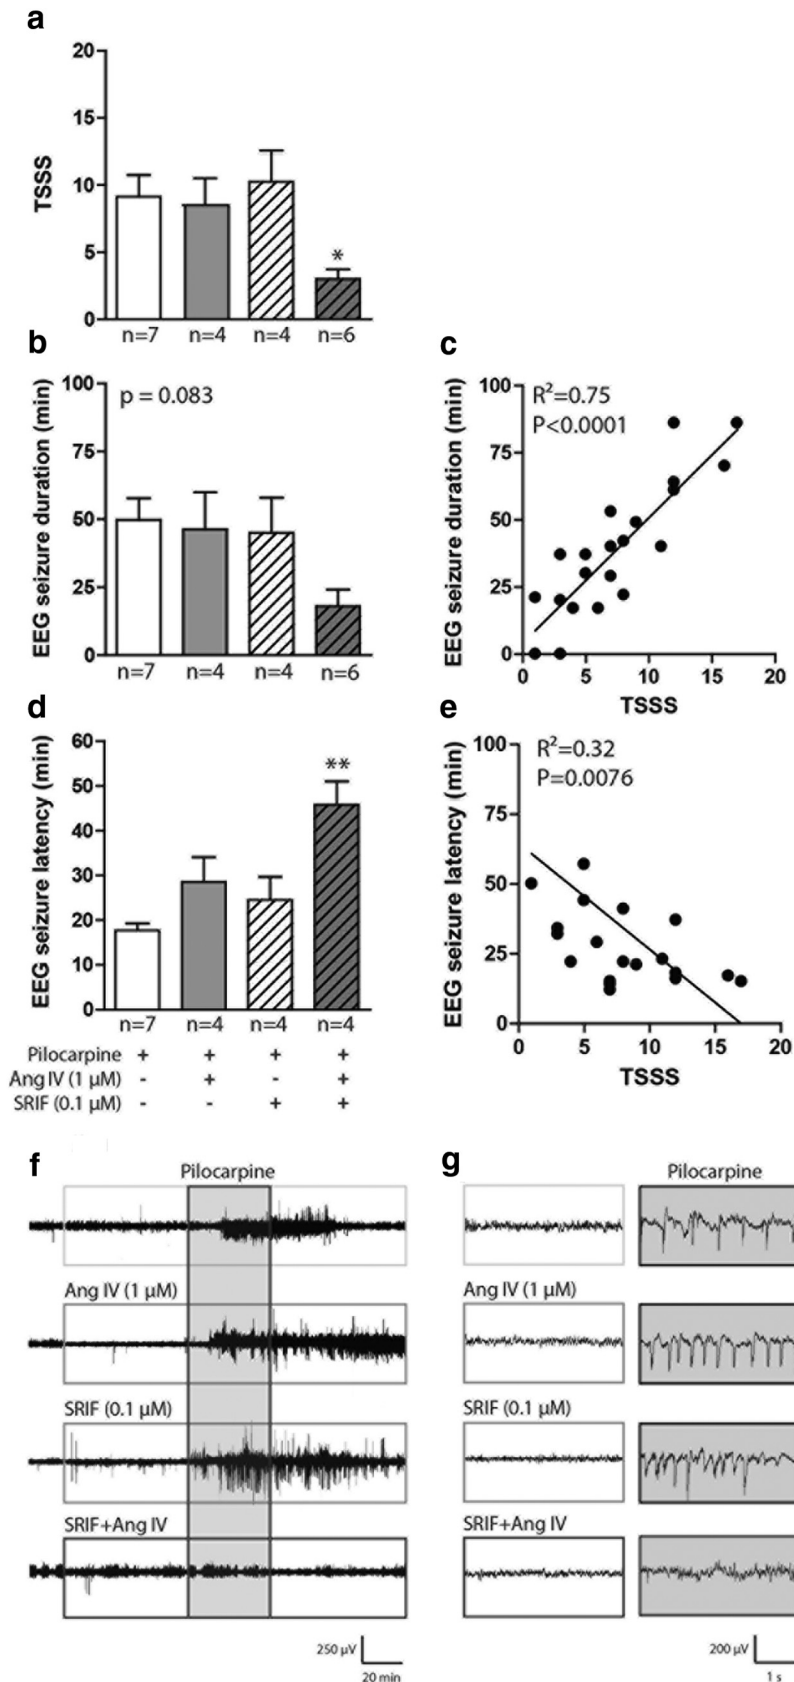 a
20
15
10
5
0
TSSS
*
n=7 n=4 n=4 n=6
b
100
75
50
25
0
EEG seizure duration (min)
p = 0.083
n=7 n=4 n=4 n=6
c
100
75
50
25
0
EEG seizure duration (min)
R²=0.75
P<0.0001
0 5 10 15 20
TSSS
d
60
50
40
30
20
10
0
EEG seizure latency (min)
**
n=7 n=4 n=4 n=4
Pilocarpine + + + +
Ang IV (1 µM) - + - +
SRIF (0.1 µM) - - + +
e
100
75
50
25
0
EEG seizure latency (min)
R²=0.32
P=0.0076
0 5 10 15 20
TSSS
f
Pilocarpine
Ang IV (1 µM)
SRIF (0.1 µM)
SRIF+Ang IV
250 µV
20 min
g
Pilocarpine
Ang IV (1 µM)
SRIF (0.1 µM)
SRIF+Ang IV
200 µV
1 s